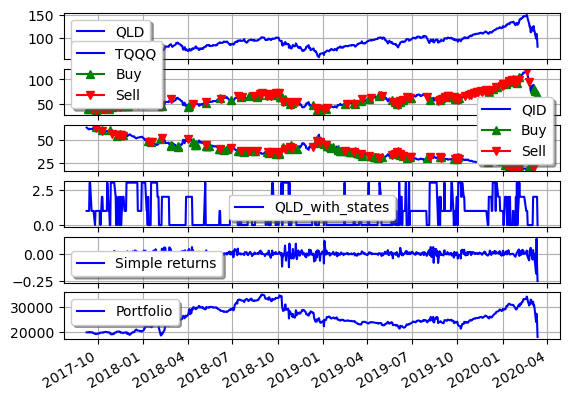 150
100
QLD
TQQQ
Buy
Sell
100
50
QID
Buy
Sell
50
25
2.5
0.0
QLD_with_states
0.00
−0.25
Simple returns
30000
20000
Portfolio
2017-10
2018-01
2018-04
2018-07
2018-10
2019-01
2019-04
2019-07
2019-10
2020-01
2020-04